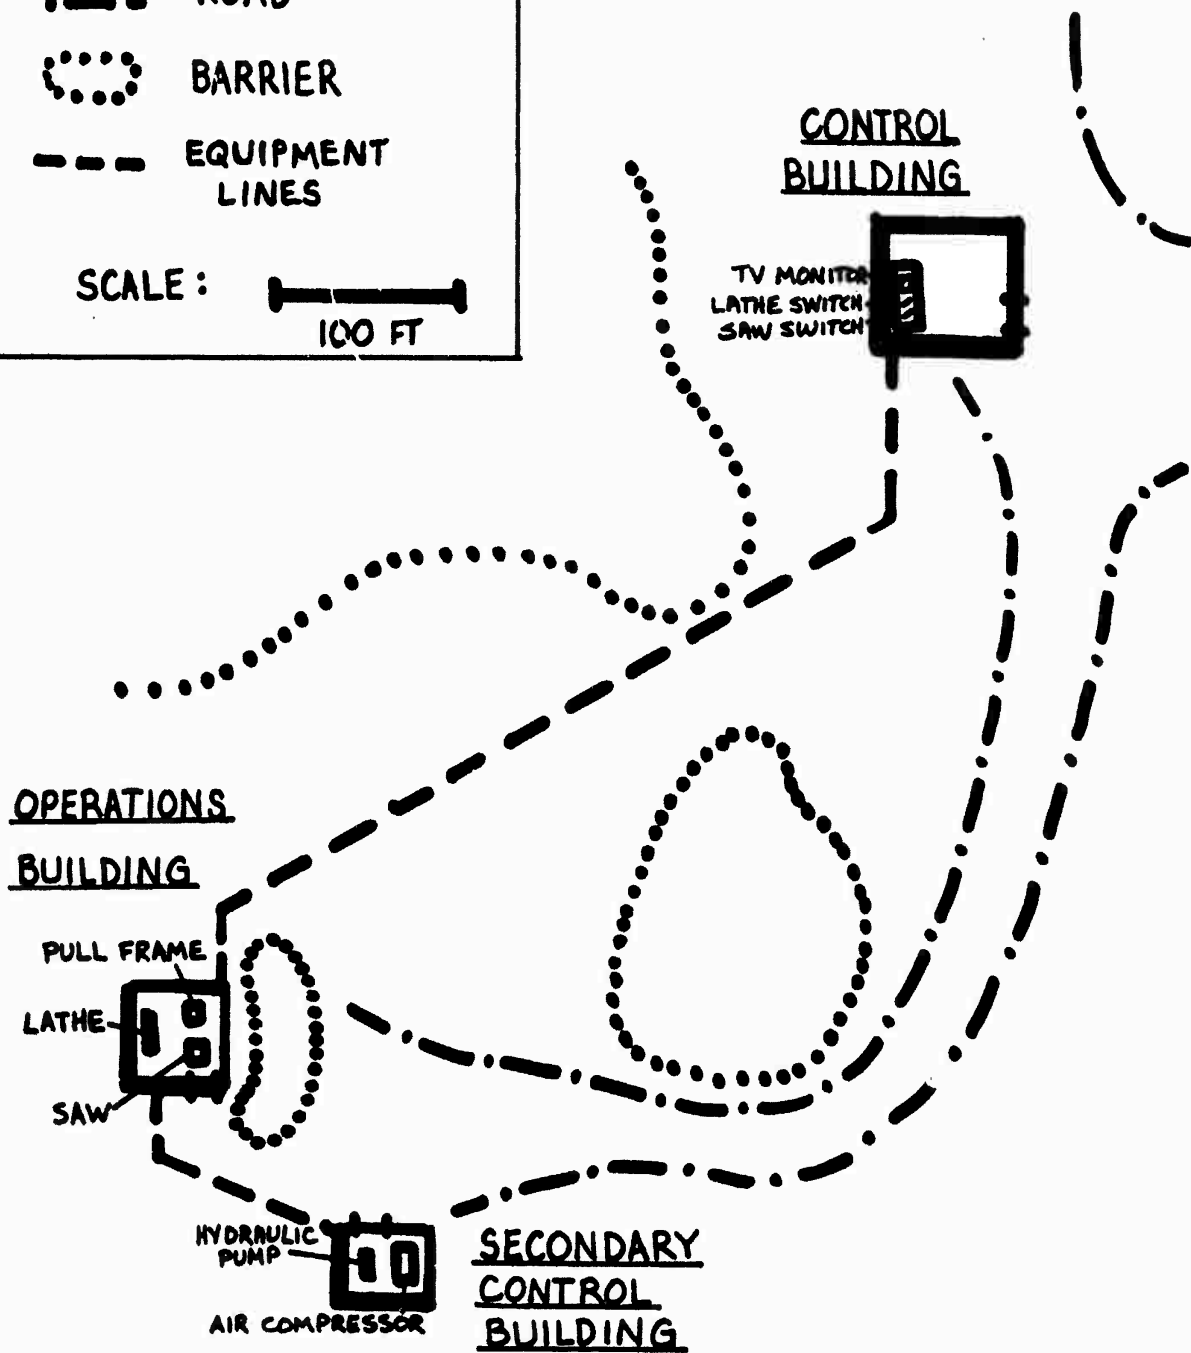 ROAD
BARRIER
EQUIPMENT
LINES
SCALE:
100 FT
CONTROL
BUILDING
TV MONITOR
LATHE SWITCH
SAW SWITCH
OPERATIONS
BUILDING
PULL FRAME
LATHE
SAW
HYDRAULIC
PUMP
AIR COMPRESSOR
SECONDARY
CONTROL
BUILDING